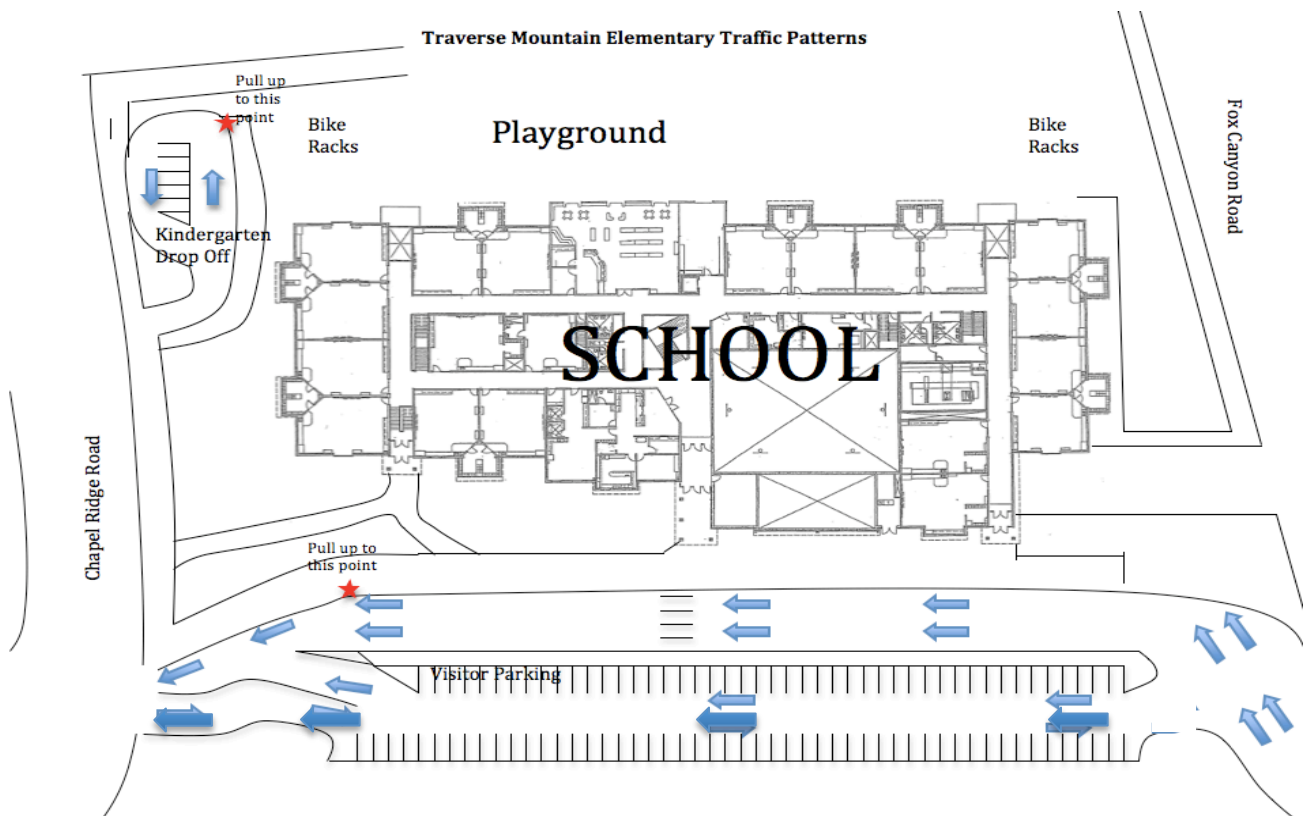 Traverse Mountain Elementary Traffic Patterns
Pull up
to this
point
Bike
Racks
Playground
Bike
Racks
Fox Canyon Road
Kindergarten
Drop Off
SCHOOL
Chapel Ridge Road
Pull up to
this point
Visitor Parking